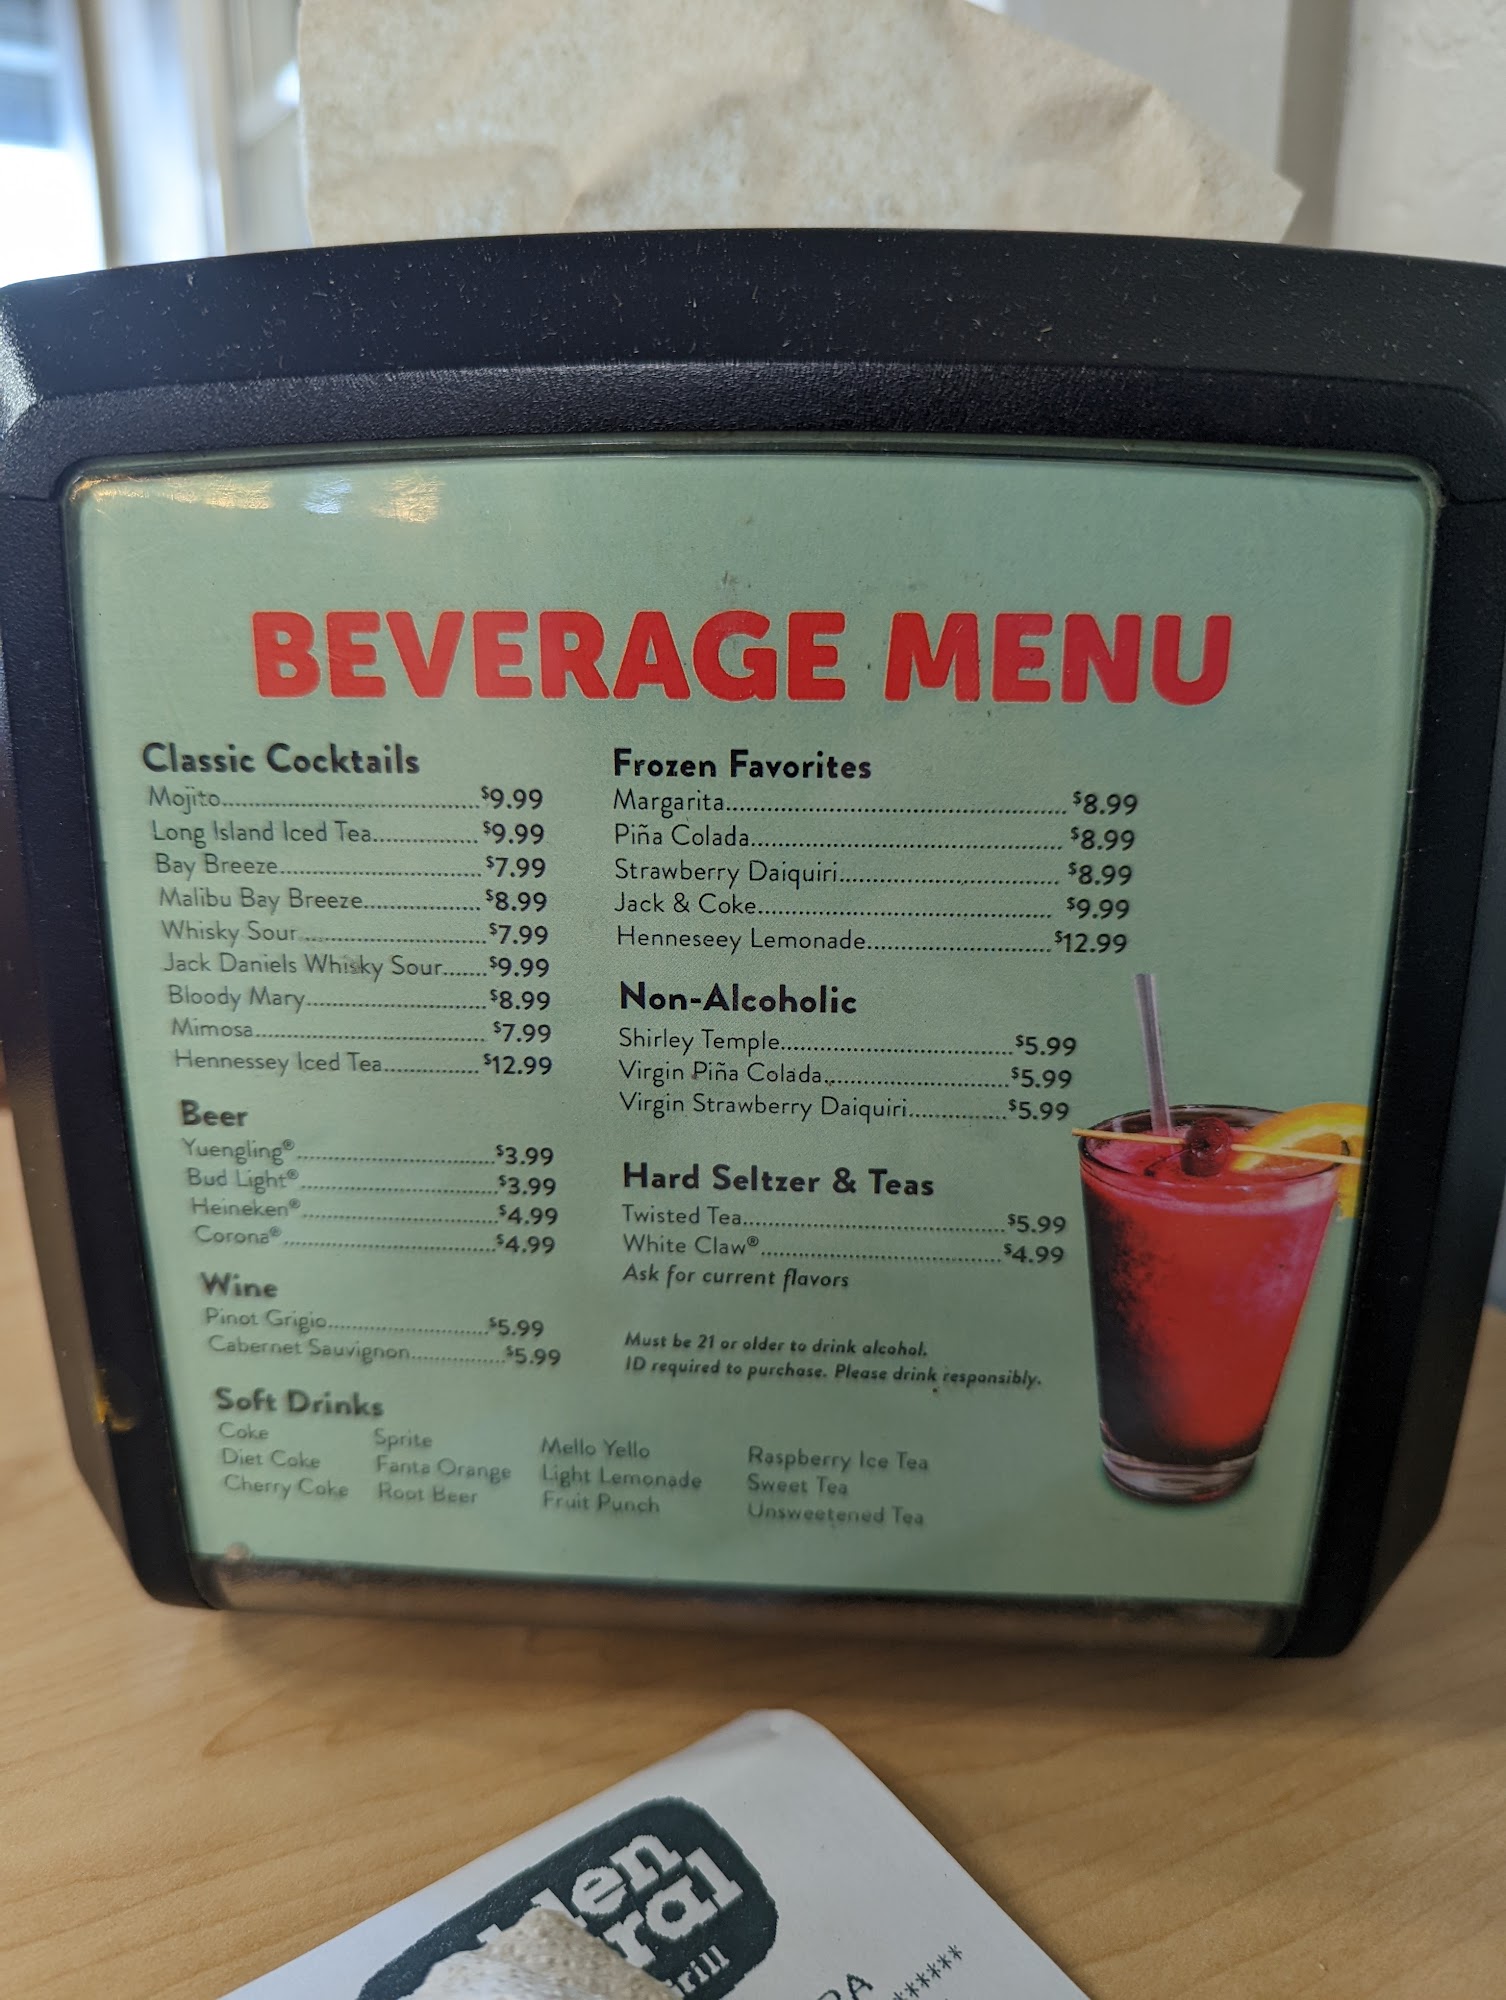 BEVERAGE MENU
Classic Cocktails
Mojito.....$9.99
Long Island Iced Tea.....$9.99
Bay Breeze.....$7.99
Malibu Bay Breeze.....$8.99
Whisky Sour.....$7.99
Jack Daniels Whisky Sour.....$9.99
Bloody Mary.....$8.99
Mimosa.....$7.99
Hennessey Iced Tea.....$12.99
Beer
Yuengling®.....$3.99
Bud Light®.....$3.99
Heineken®.....$4.99
Corona®.....$4.99
Wine
Pinot Grigio.....$5.99
Cabernet Sauvignon.....$5.99
Frozen Favorites
Margarita.....$8.99
Piña Colada.....$8.99
Strawberry Daiquiri.....$8.99
Jack & Coke.....$9.99
Henneseey Lemonade.....$12.99
Non-Alcoholic
Shirley Temple.....$5.99
Virgin Piña Colada.....$5.99
Virgin Strawberry Daiquiri.....$5.99
Hard Seltzer & Teas
Twisted Tea.....$5.99
White Claw®.....$4.99
Ask for current flavors
Must be 21 or older to drink alcohol.
ID required to purchase. Please drink responsibly.
Soft Drinks
Coke
Diet Coke
Cherry Coke
Sprite
Fanta Orange
Root Beer
Mello Yello
Light Lemonade
Fruit Punch
Raspberry Ice Tea
Sweet Tea
Unsweetened Tea